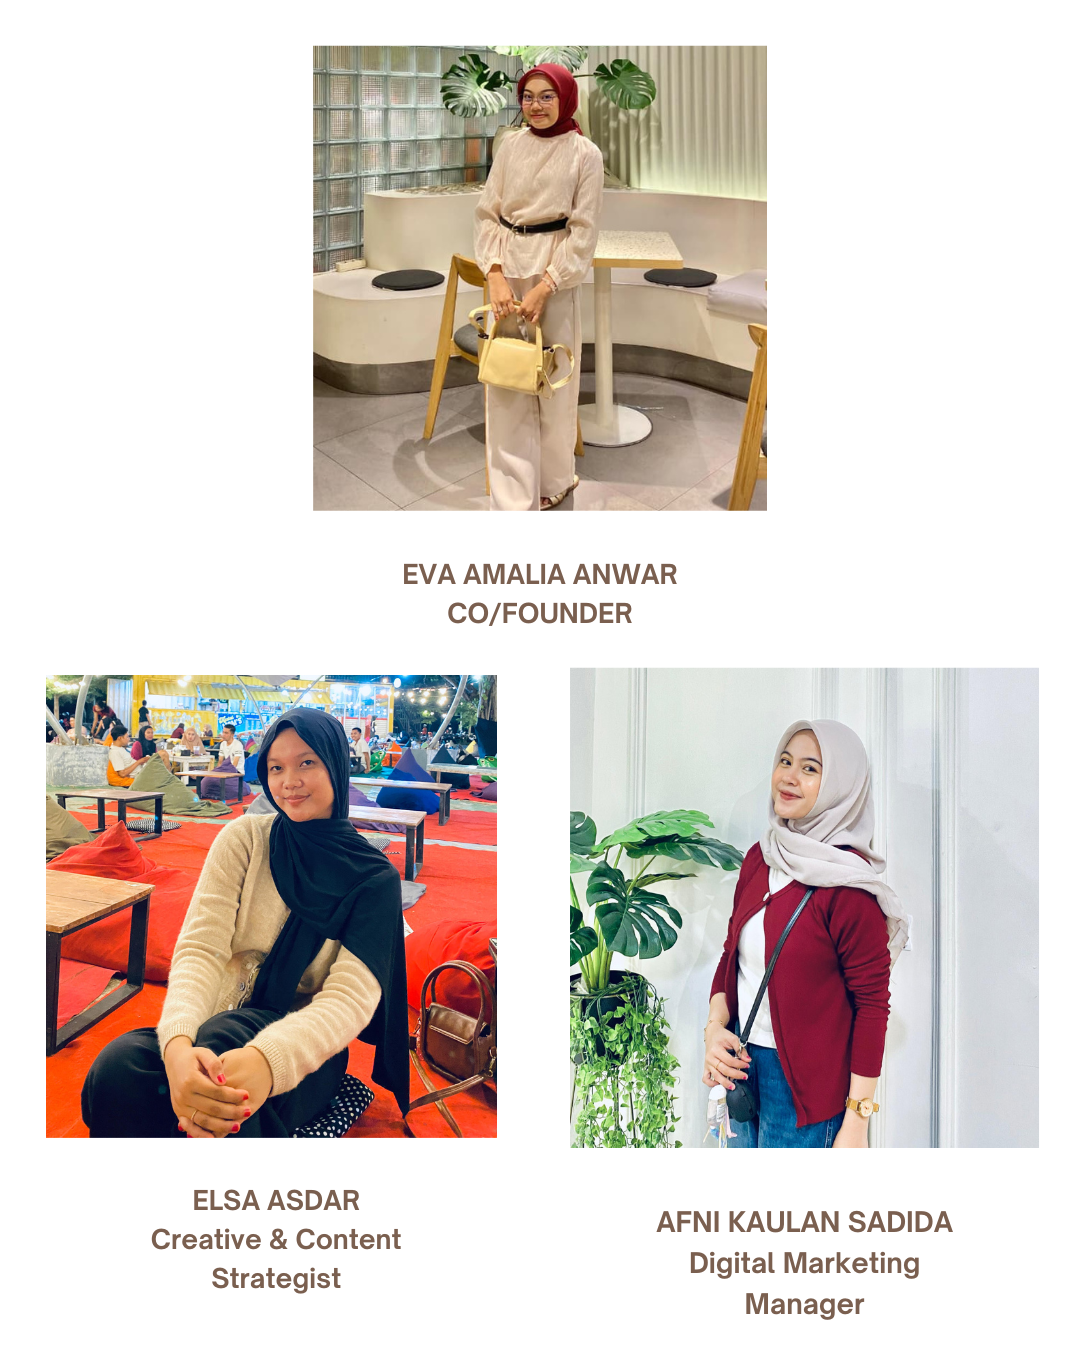 EVA AMALIA ANWAR
CO/FOUNDER
ELSA ASDAR
Creative & Content
Strategist
AFNI KAULAN SADIDA
Digital Marketing
Manager